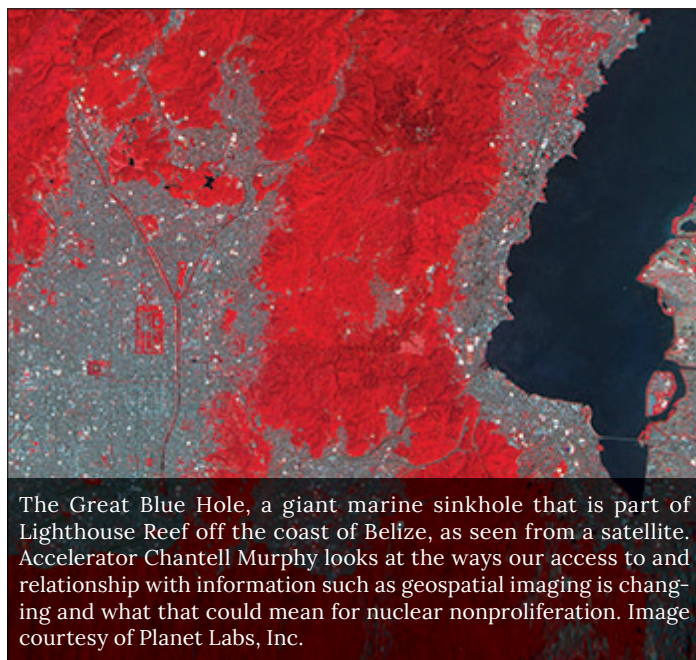 The Great Blue Hole, a giant marine sinkhole that is part of
Lighthouse Reef off the coast of Belize, as seen from a satellite.
Accelerator Chantell Murphy looks at the ways our access to and
relationship with information such as geospatial imaging is chang-
ing and what that could mean for nuclear nonproliferation. Image
courtesy of Planet Labs, Inc.